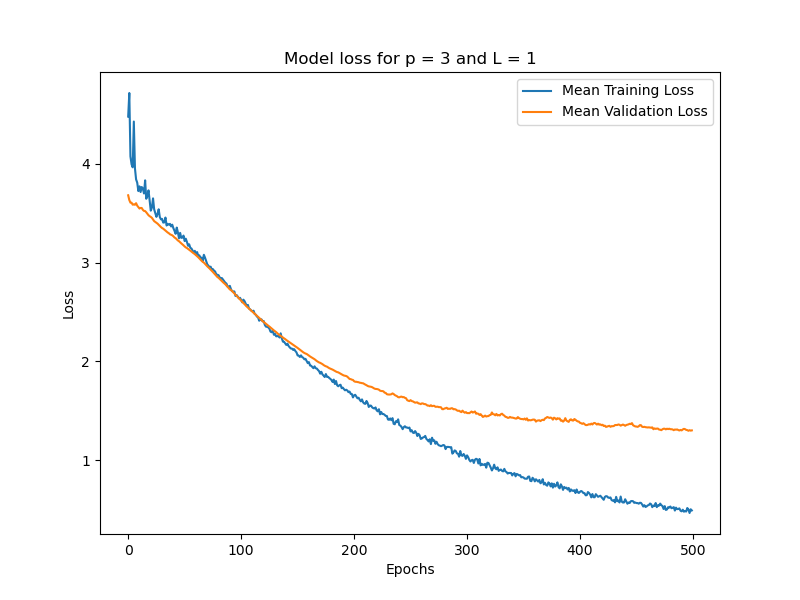 Model loss for p = 3 and L = 1
Mean Training Loss
Mean Validation Loss
4
3
2
1
Loss
0
100
200
300
400
500
Epochs